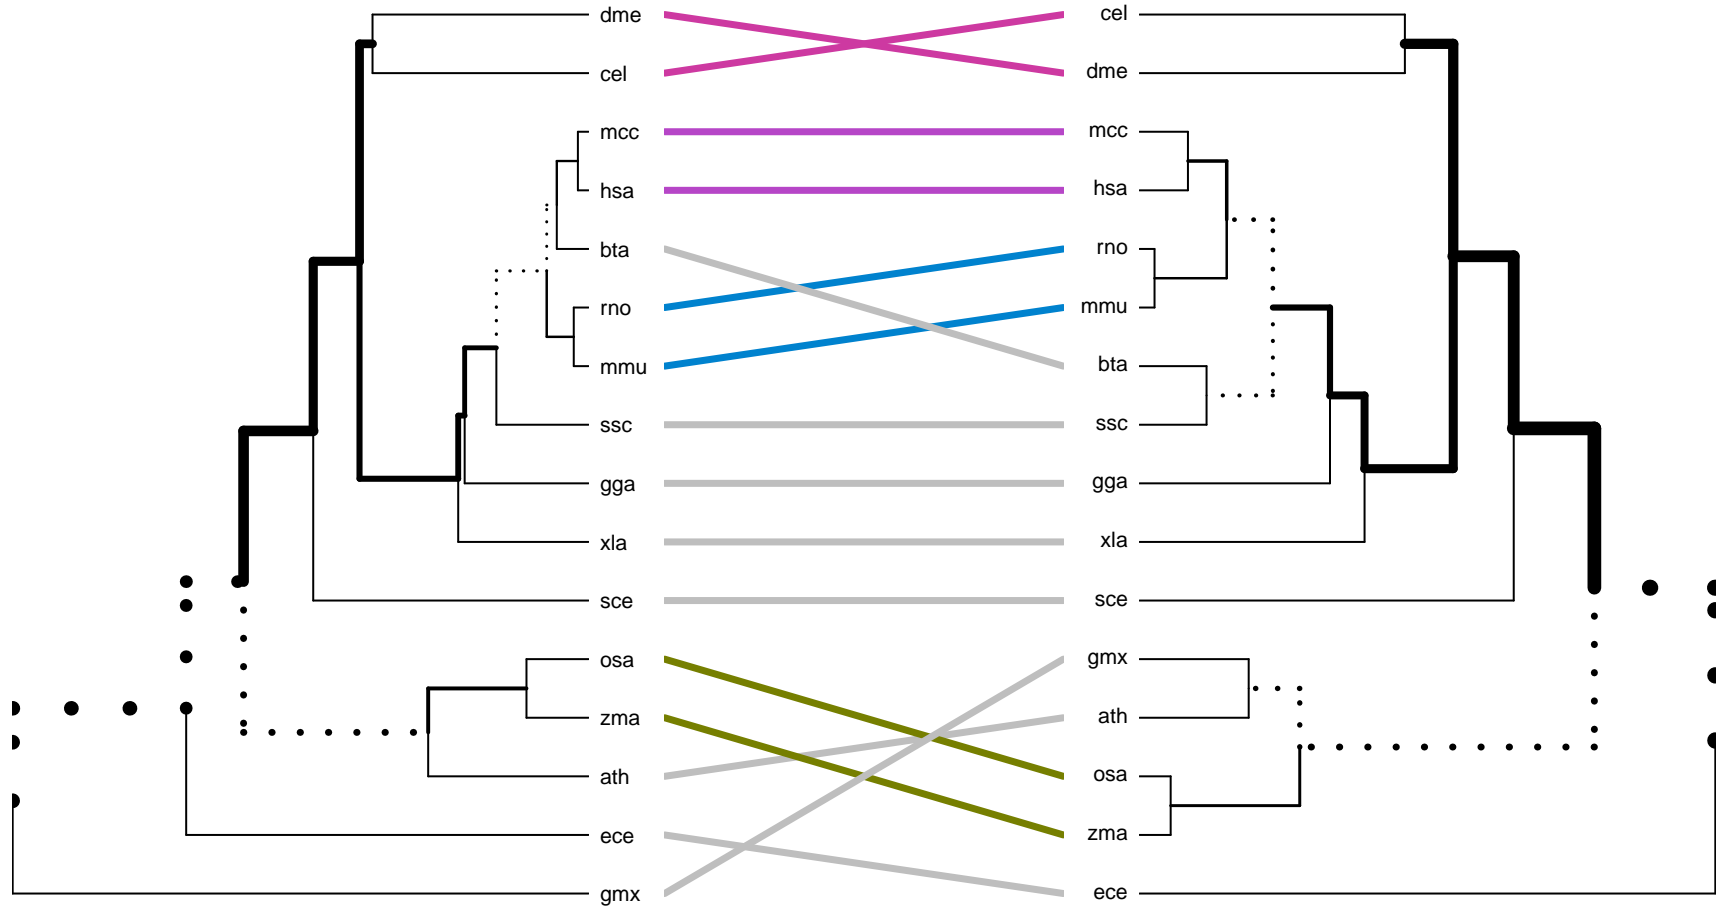 dme cel
cel dme
mcc mcc
hsa hsa
bta rno
rno mmu
mmu bta
ssc ssc
gga gga
xla xla
sce sce
osa gmx
zma ath
ath osa
ece zma
gmx ece